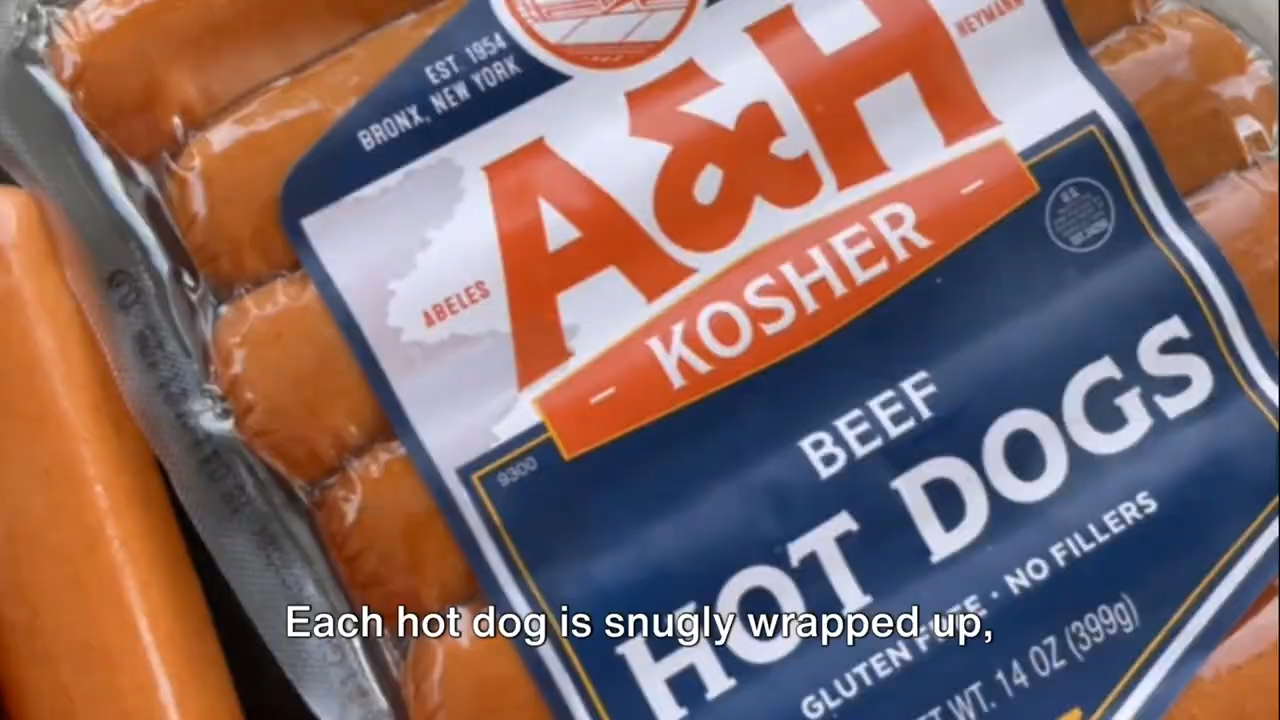 EST 1954
BRONX, NEW YORK
HEYMANN
A&H
ABELES
KOSHER
BEEF
HOT DOGS
9300
NO FILLERS
WT. 14 OZ (399g)
Each hot dog is snugly wrapped up,
GLUTEN